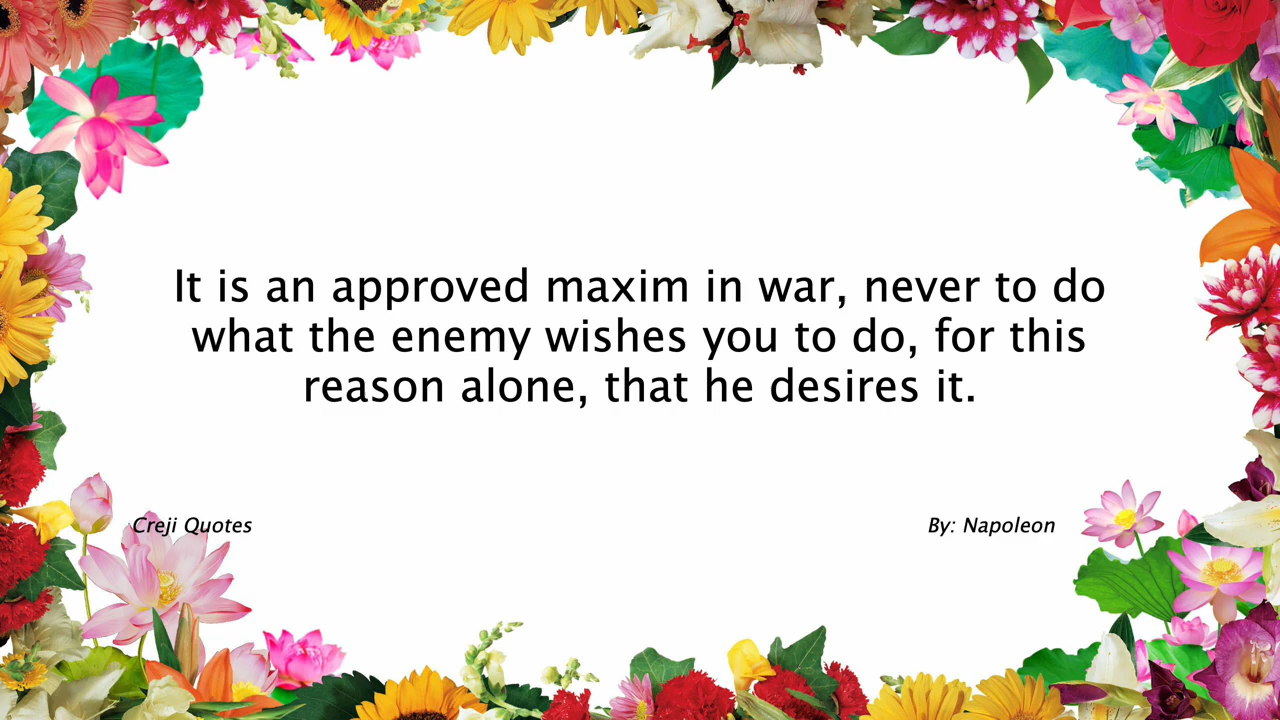 It is an approved maxim in war, never to do
what the enemy wishes you to do, for this
reason alone, that he desires it.
Creji Quotes
By: Napoleon